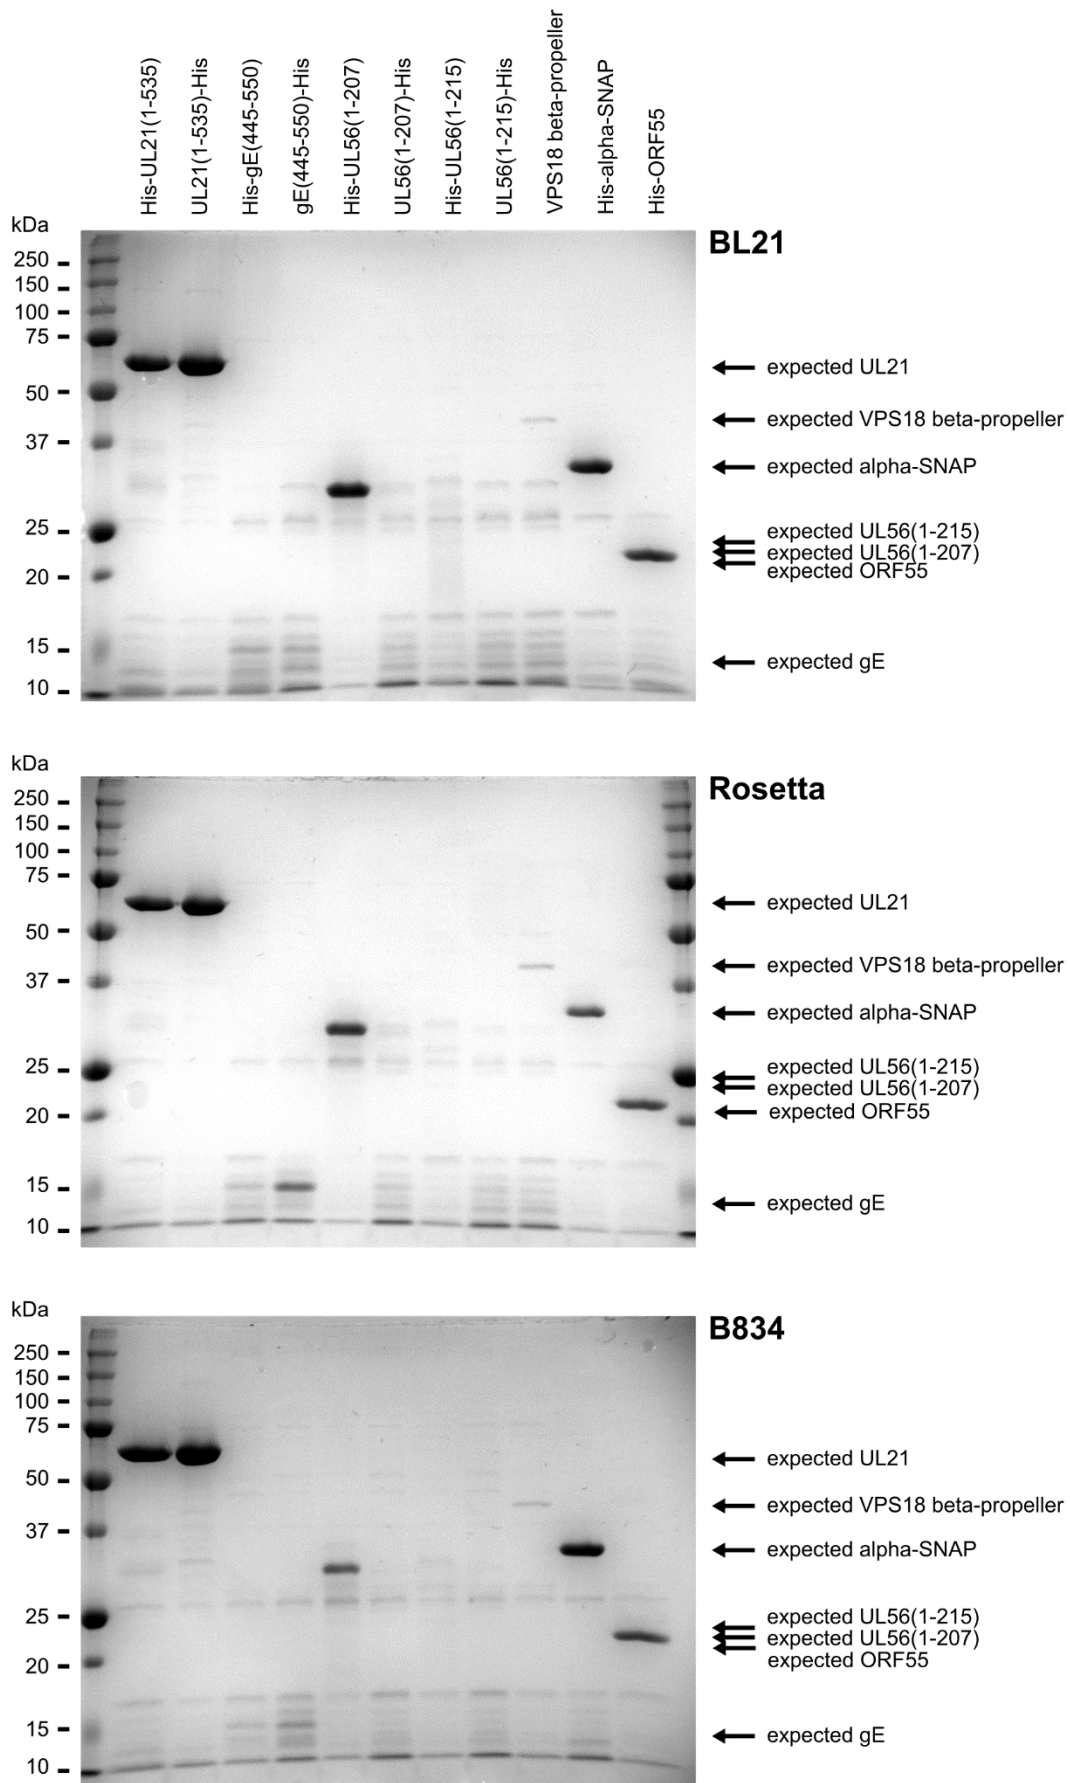 His-UL21(1-535)
UL21(1-535)-His
His-gE(445-550)
gE(445-550)-His
His-UL56(1-207)
UL56(1-207)-His
His-UL56(1-215)
UL56(1-215)-His
VPS18 beta-propeller
His-alpha-SNAP
His-ORF55
kDa
BL21
250
150
100
75
expected UL21
50
expected VPS18 beta-propeller
37
expected alpha-SNAP
25
expected UL56(1-215)
expected UL56(1-207)
expected ORF55
20
15
expected gE
10
kDa
Rosetta
250
150
100
75
expected UL21
50
expected VPS18 beta-propeller
37
expected alpha-SNAP
25
expected UL56(1-215)
expected UL56(1-207)
20
expected ORF55
15
expected gE
10
kDa
B834
250
150
100
75
expected UL21
50
expected VPS18 beta-propeller
37
expected alpha-SNAP
25
expected UL56(1-215)
expected UL56(1-207)
expected ORF55
20
15
expected gE
10